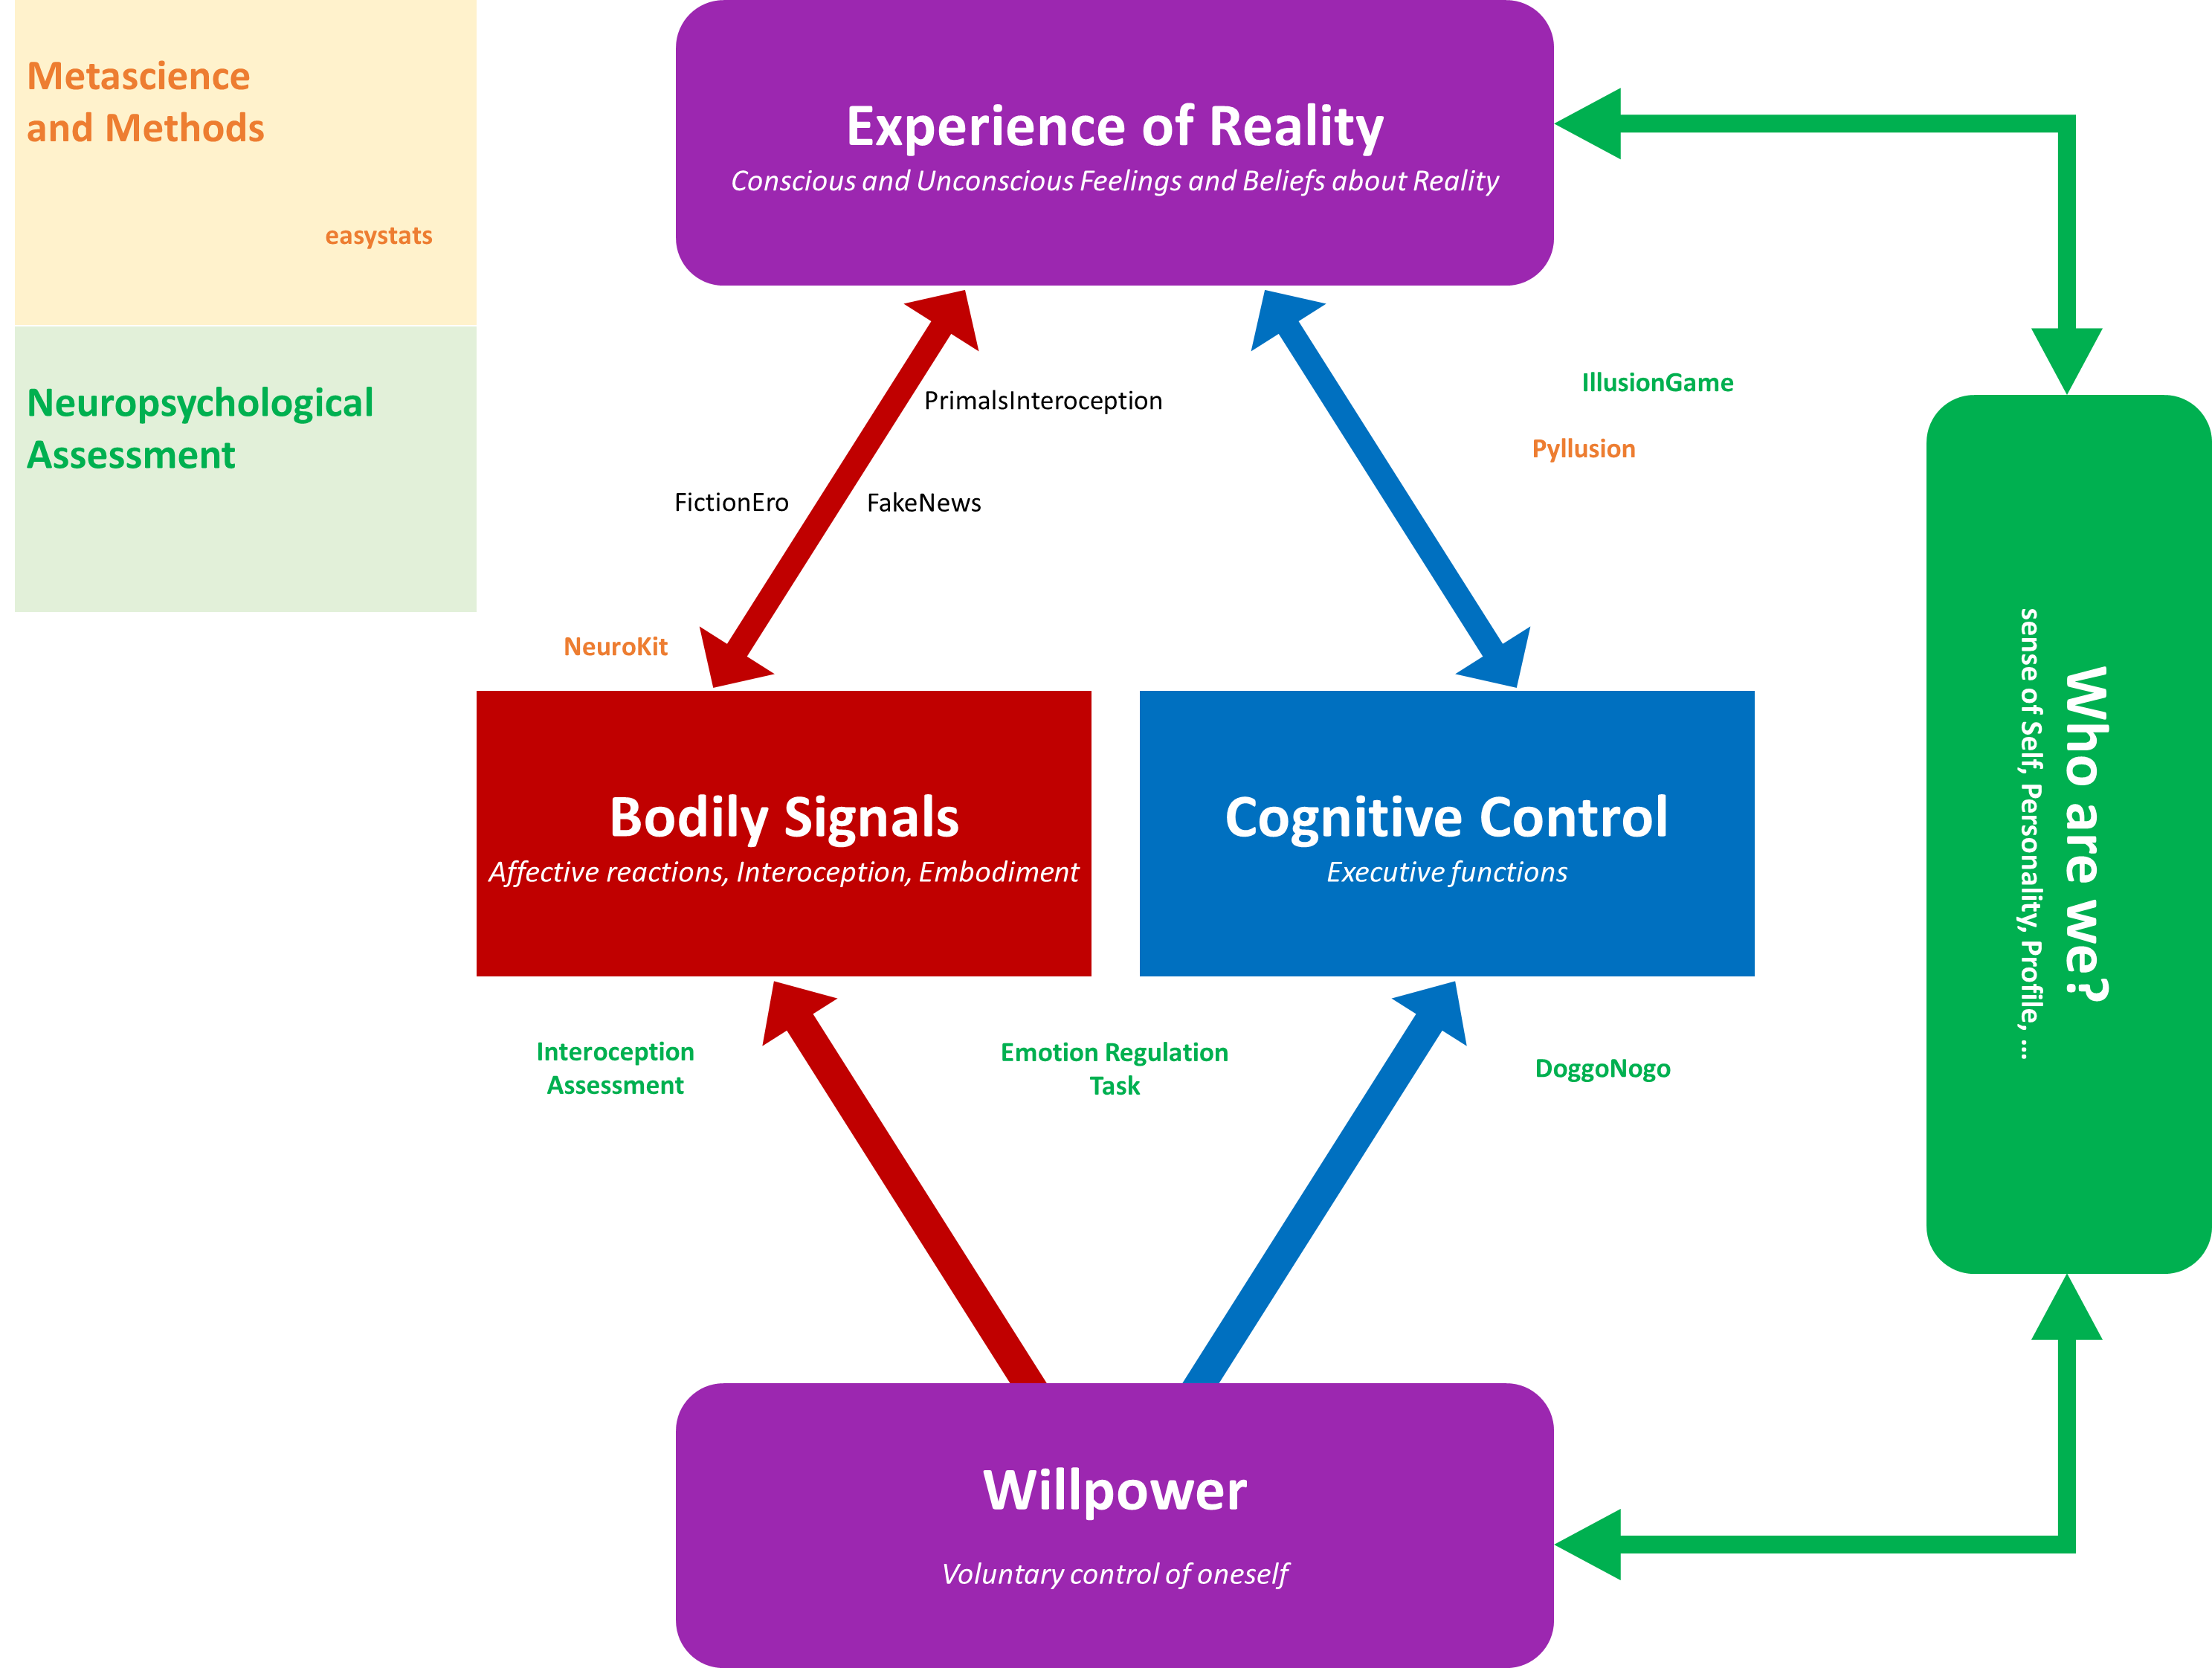 Metascience
and Methods
easystats
Neuropsychological
Assessment
Experience of Reality
Conscious and Unconscious Feelings and Beliefs about Reality
PrimalsInteroception
IllusionGame
Pyllusion
FictionEro
FakeNews
NeuroKit
Bodily Signals
Affective reactions, Interoception, Embodiment
Cognitive Control
Executive functions
Who are we?
sense of Self, Personality, Profile, ...
Interoception
Assessment
Emotion Regulation
Task
DoggoNogo
Willpower
Voluntary control of oneself